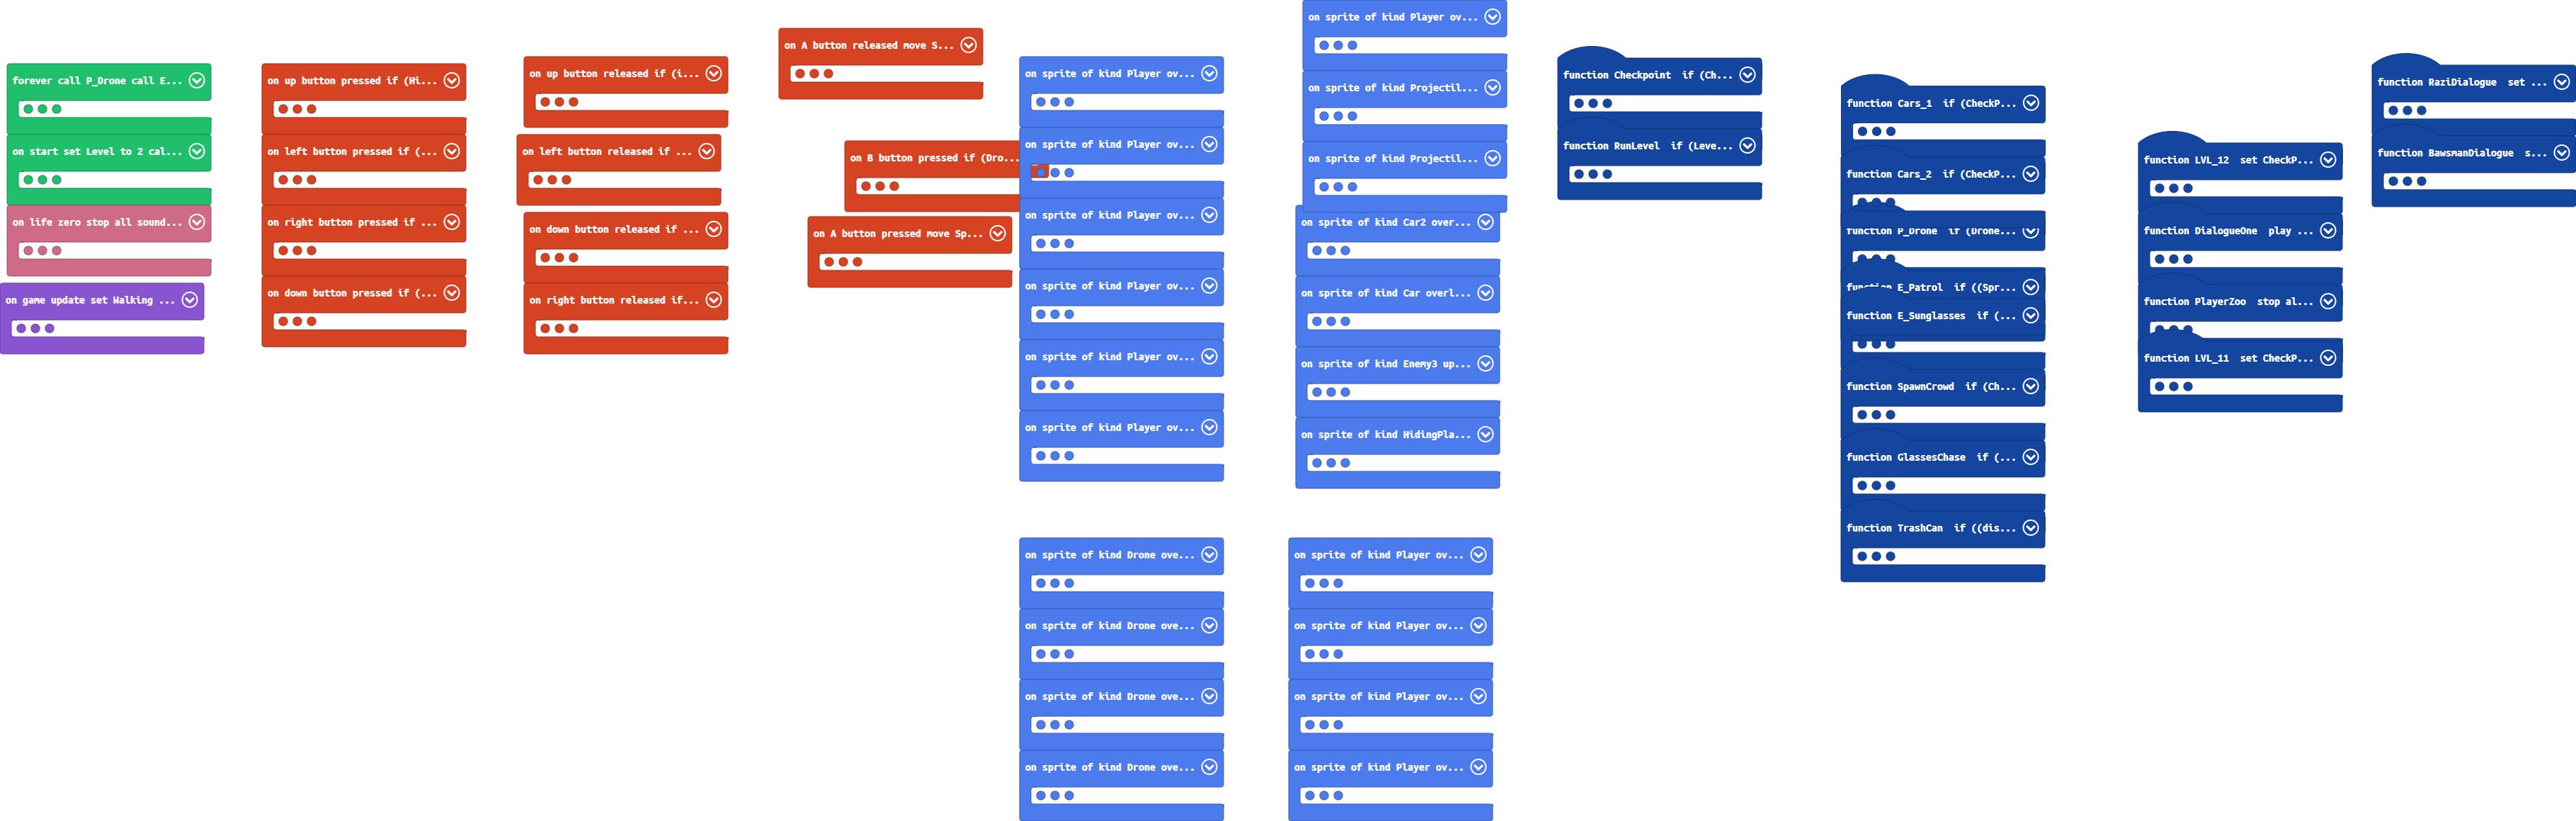 forever call P_Drone call E...
on start set Level to 2 cal...
on life zero stop all sound...
on game update set Walking ...
on up button pressed if (Hi...
on left button pressed if (...
on right button pressed if ...
on down button pressed if (...
on up button released if (i...
on left button released if ...
on down button released if ...
on right button released if...
on A button released move S...
on B button pressed if (Dro...
on A button pressed move Sp...
on sprite of kind Player ov...
on sprite of kind Player ov...
on sprite of kind Player ov...
on sprite of kind Player ov...
on sprite of kind Player ov...
on sprite of kind Player ov...
on sprite of kind Drone ove...
on sprite of kind Drone ove...
on sprite of kind Drone ove...
on sprite of kind Drone ove...
on sprite of kind Player ov...
on sprite of kind Projectil...
on sprite of kind Projectil...
on sprite of kind Car2 over...
on sprite of kind Car overl...
on sprite of kind Enemy3 up...
on sprite of kind HidingPla...
on sprite of kind Player ov...
on sprite of kind Player ov...
on sprite of kind Player ov...
on sprite of kind Player ov...
function Checkpoint if (Ch...
function RunLevel if (Leve...
function Cars_1 if (CheckP...
function Cars_2 if (CheckP...
function P_Drone if (Drone...
function E_Patrol if ((Spr...
function E_Sunglasses if (...
function SpawnCrowd if (Ch...
function GlassesChase if (...
function TrashCan if ((dis...
function LVL_12 set CheckP...
function DialogueOne play ...
function PlayerZoo stop al...
function LVL_11 set CheckP...
function RaziDialogue set ...
function BawsmanDialogue s...